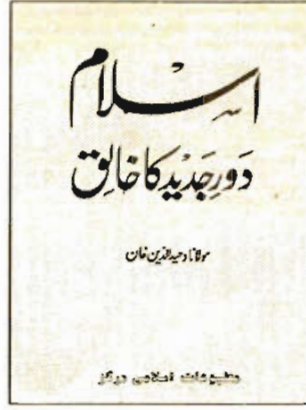 اسلام
دورِ جدید کا خالق
مولانا وحید الدین خان
مطبوعات اسلامی مرکز